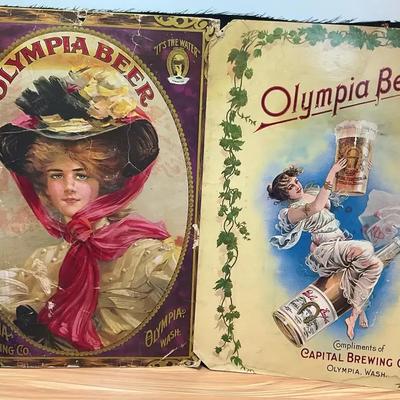 OLYMPIA BEER
"IT'S THE WATER"
OLYMPIA,
WASH.
Olympia Be
Compliments of
CAPITAL BREWING
OLYMPIA, WASH.